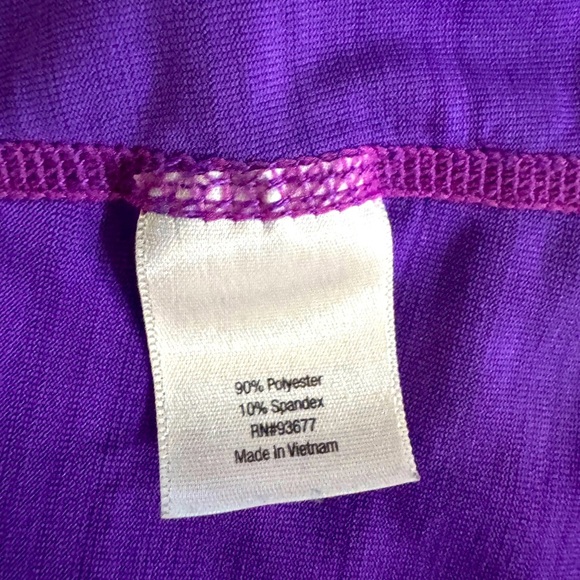 90% Polyester
10% Spandex
RN#93677
Made in Vietnam